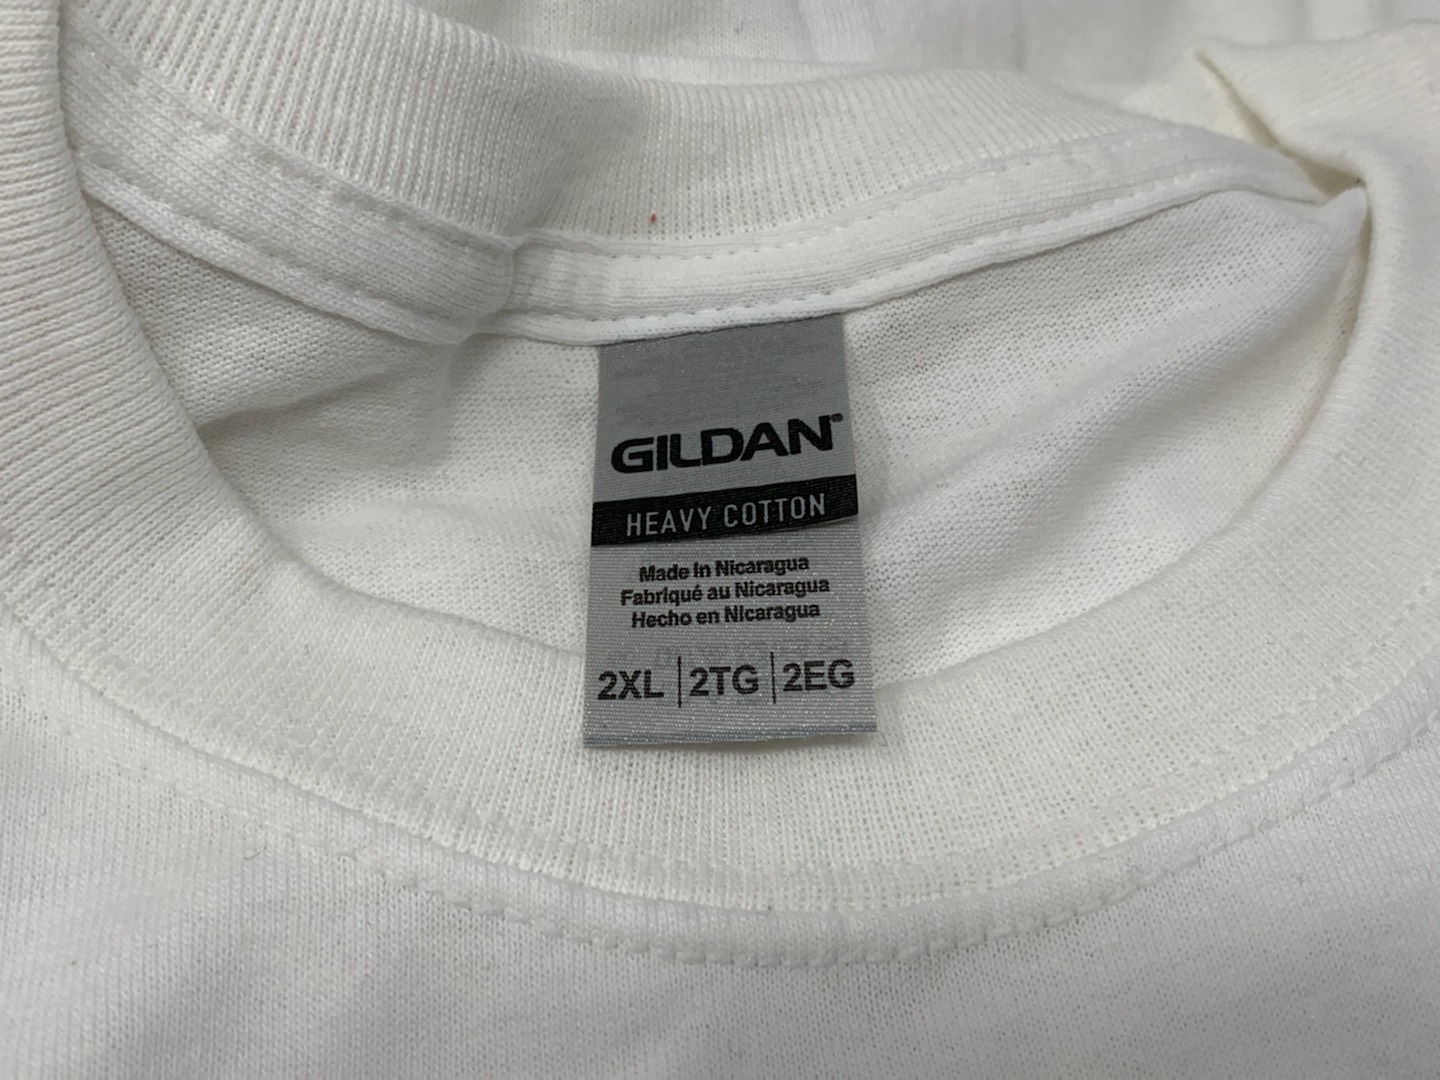 GILDAN®
HEAVY COTTON
Made in Nicaragua
Fabriqué au Nicaragua
Hecho en Nicaragua
2XL | 2TG | 2EG